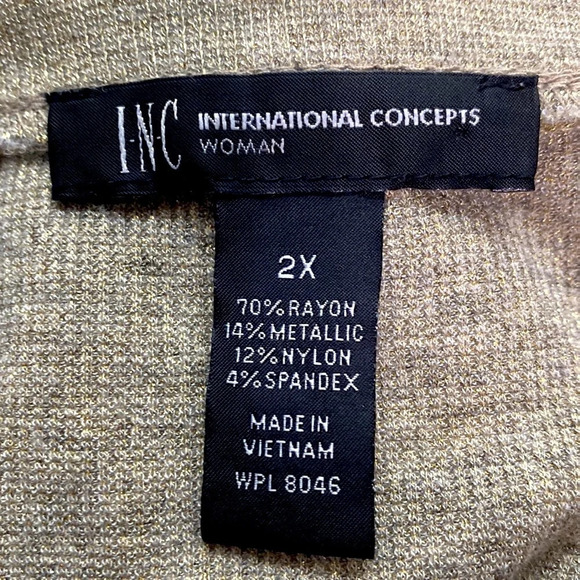 I·N·C INTERNATIONAL CONCEPTS
WOMAN
2X
70% RAYON
14% METALLIC
12% NYLON
4% SPANDEX
MADE IN
VIETNAM
WPL 8046